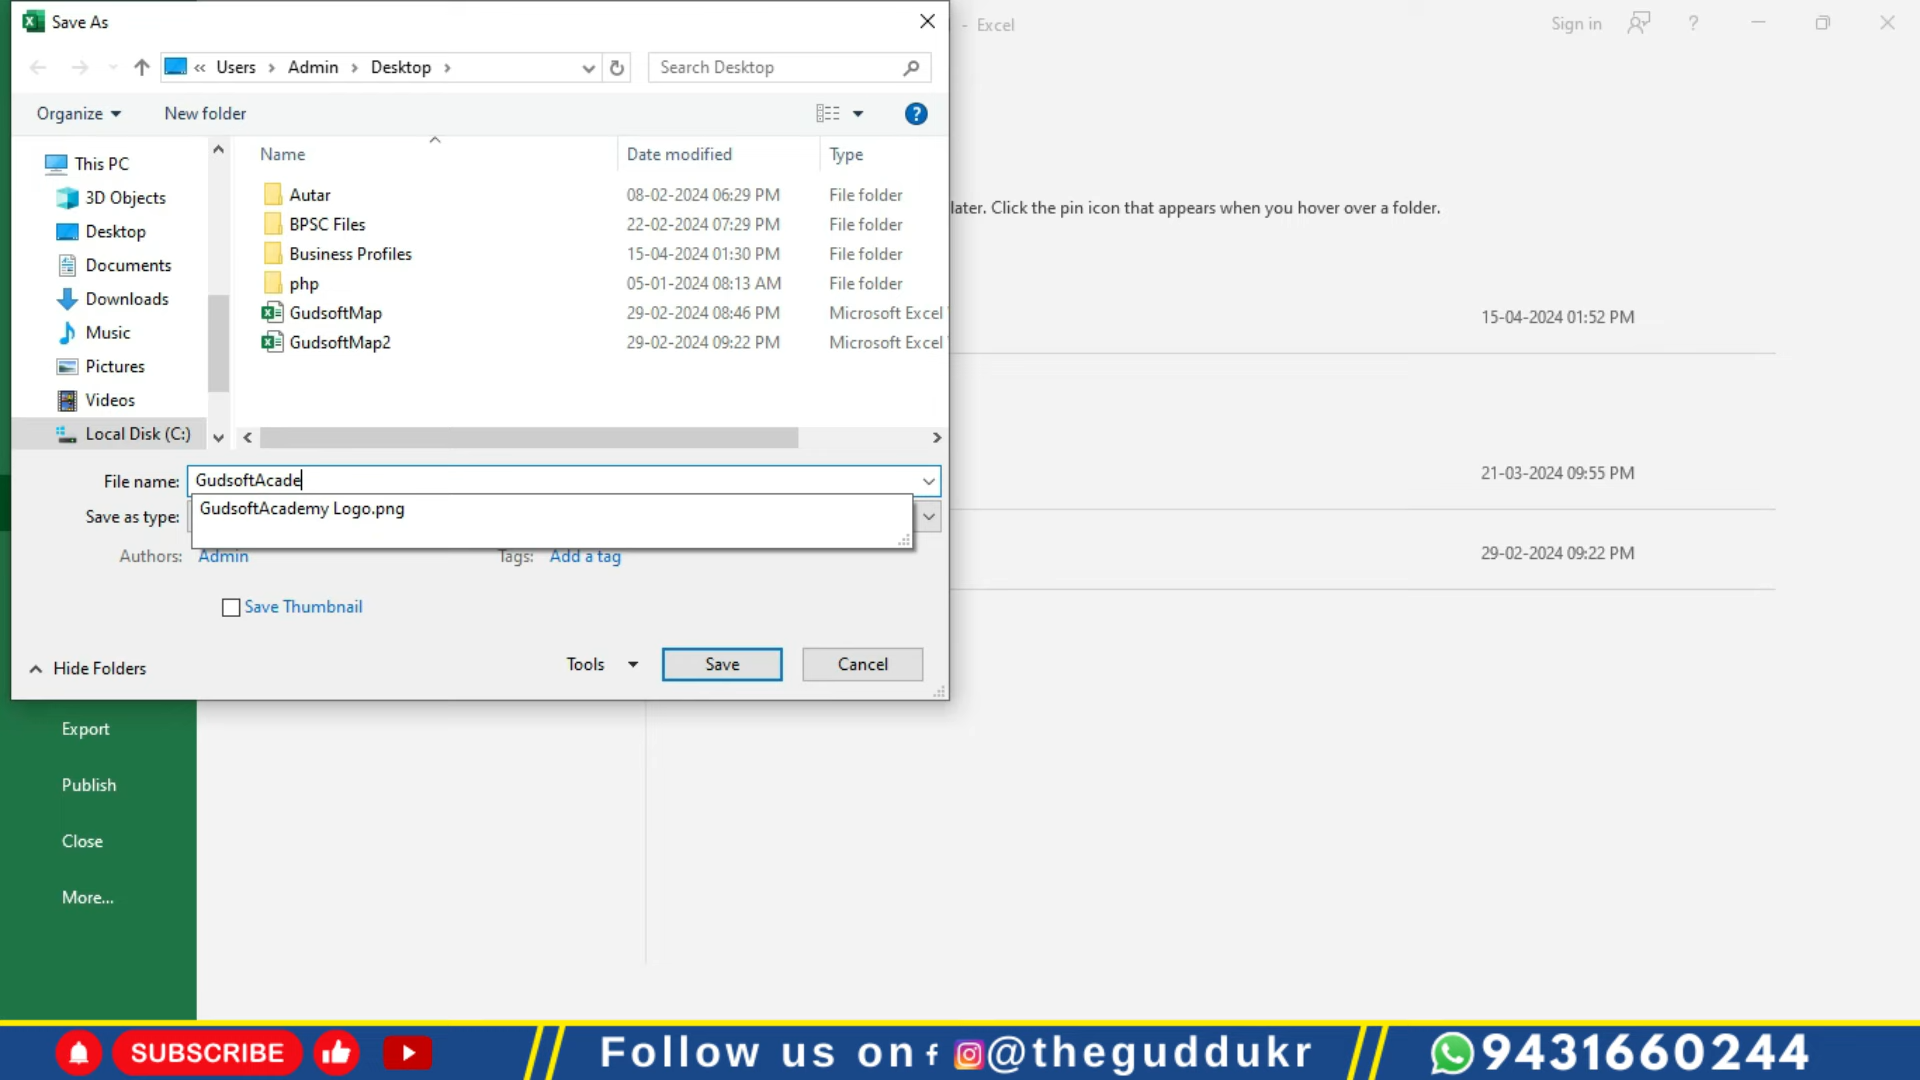 Save As
- Excel
Sign in
?
« Users > Admin > Desktop >
Search Desktop
Organize
New folder
?
This PC
3D Objects
Desktop
Documents
Downloads
Music
Pictures
Videos
Local Disk (C:)
Name Date modified Type
Autar 08-02-2024 06:29 PM File folder
BPSC Files 22-02-2024 07:29 PM File folder
Business Profiles 15-04-2024 01:30 PM File folder
php 05-01-2024 08:13 AM File folder
GudsoftMap 29-02-2024 08:46 PM Microsoft Excel
GudsoftMap2 29-02-2024 09:22 PM Microsoft Excel
File name: GudsoftAcade
GudsoftAcademy Logo.png
Save as type:
Authors: Admin Tags: Add a tag
Save Thumbnail
Hide Folders
Tools
Save
Cancel
later. Click the pin icon that appears when you hover over a folder.
15-04-2024 01:52 PM
21-03-2024 09:55 PM
29-02-2024 09:22 PM
Export
Publish
Close
More...
SUBSCRIBE
Follow us on f @theguddukr
9431660244